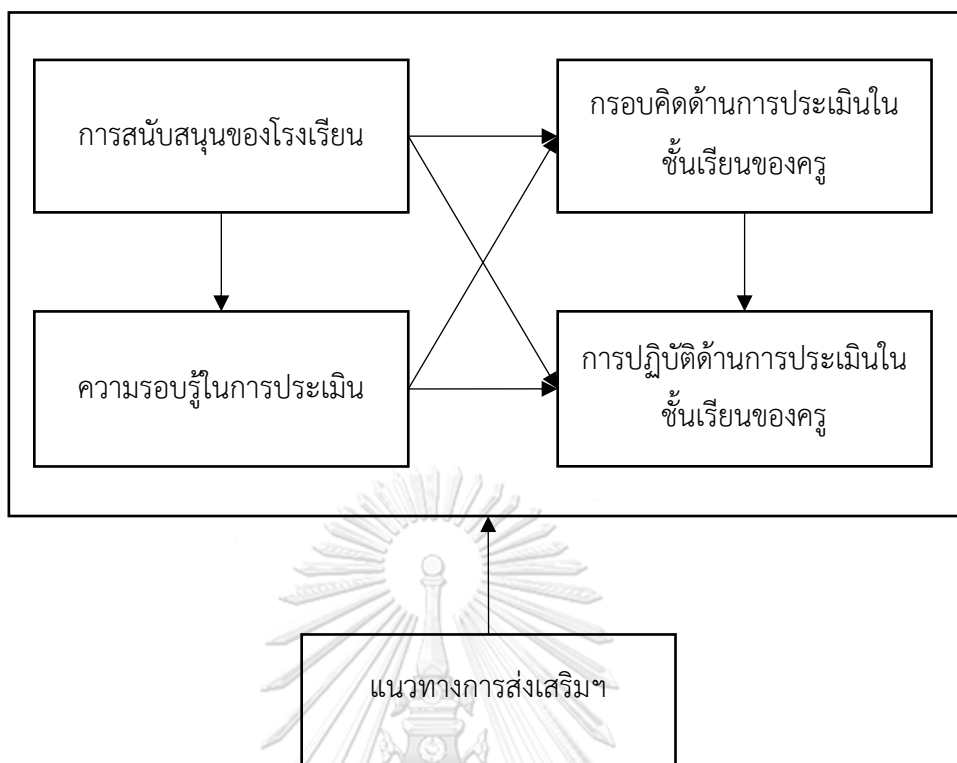 การสนับสนุนของโรงเรียน
กรอบคิดด้านการประเมินใน
ชั้นเรียนของครู
ความรอบรู้ในการประเมิน
การปฏิบัติด้านการประเมินใน
ชั้นเรียนของครู
แนวทางการส่งเสริมฯ